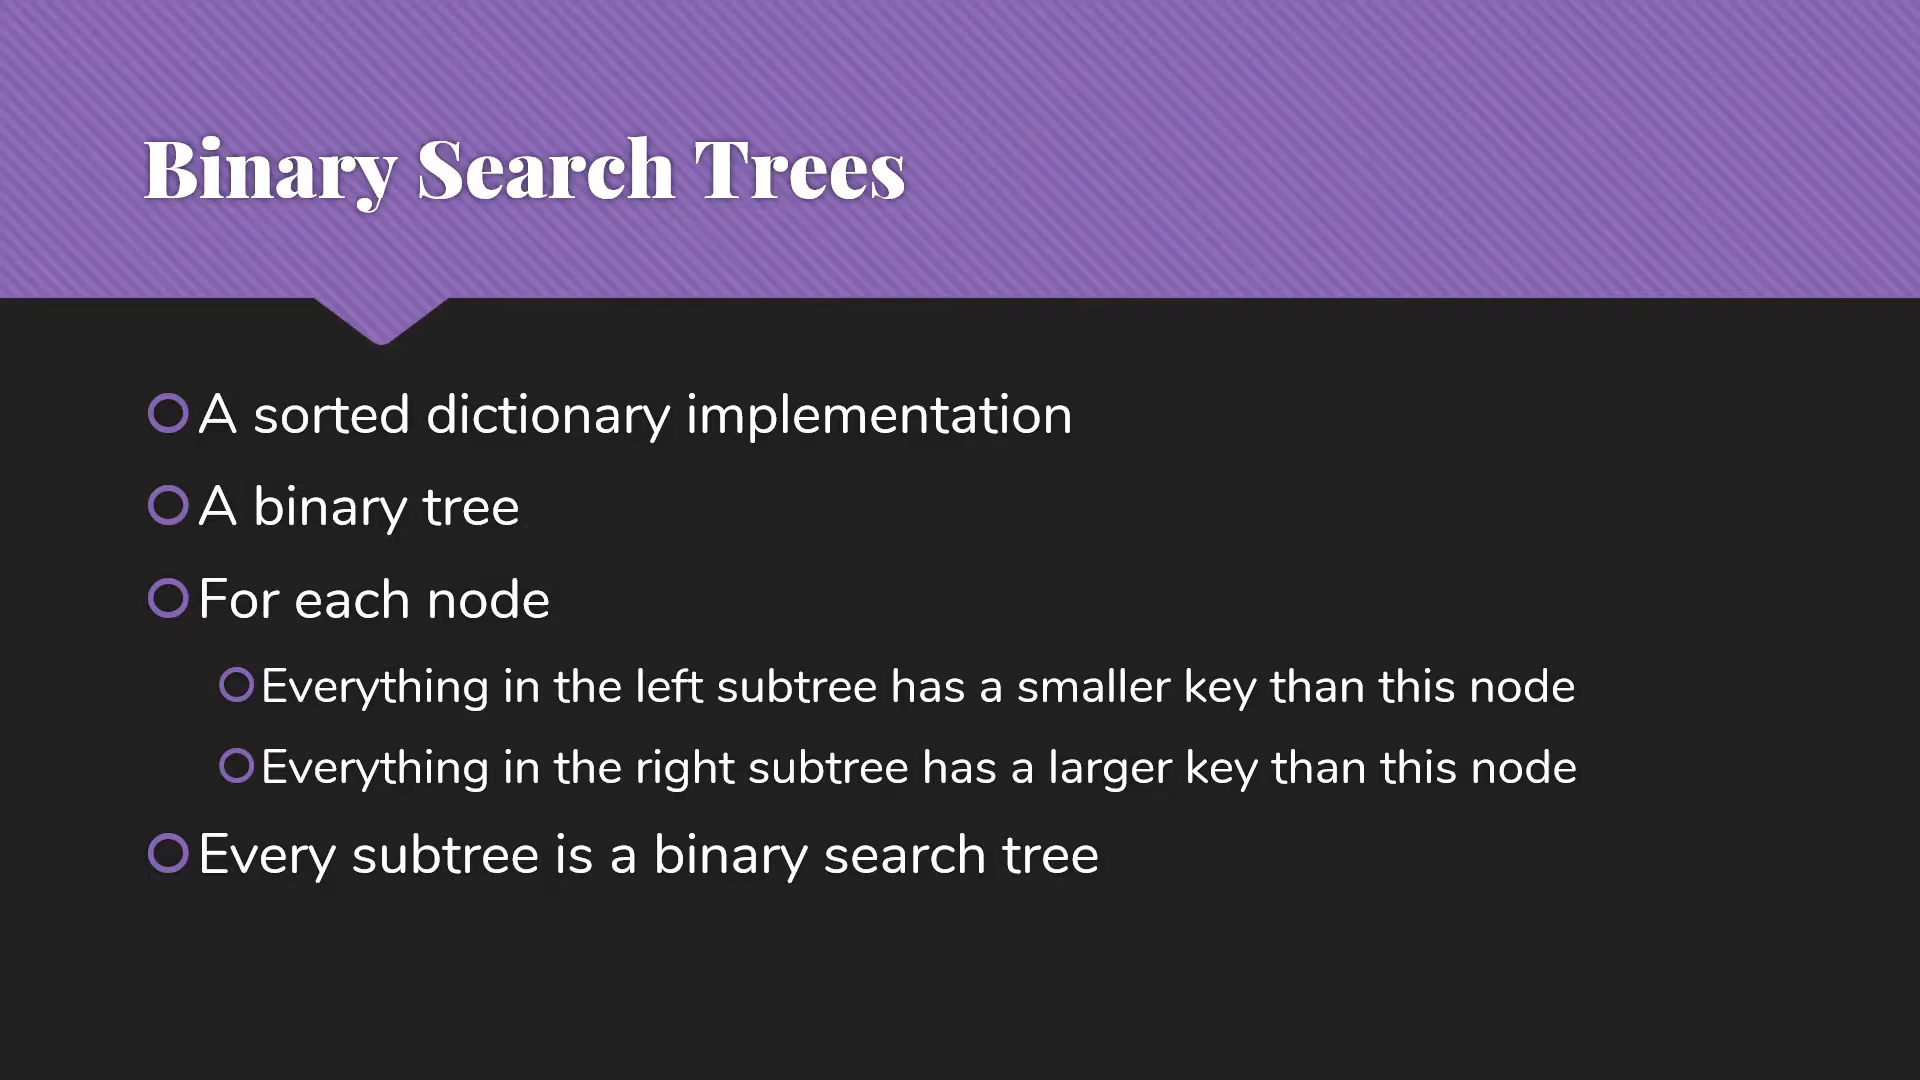 Binary Search Trees
A sorted dictionary implementation
A binary tree
For each node
Everything in the left subtree has a smaller key than this node
Everything in the right subtree has a larger key than this node
Every subtree is a binary search tree